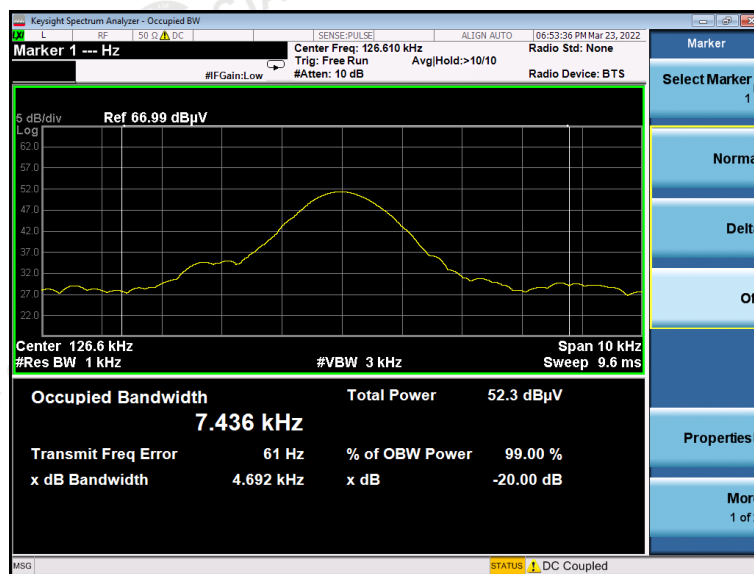 Keysight Spectrum Analyzer - Occupied BW
LXI L RF 50 Ω DC SENSE:PULSE ALIGN AUTO 06:53:36 PM Mar 23, 2022
Marker 1 --- Hz
Center Freq: 126.610 kHz
Radio Std: None
Trig: Free Run Avg|Hold:>10/10
#IFGain:Low #Atten: 10 dB Radio Device: BTS
5 dB/div Ref 66.99 dBµV
Log
62.0
57.0
52.0
47.0
42.0
37.0
32.0
27.0
22.0
Center 126.6 kHz Span 10 kHz
#Res BW 1 kHz #VBW 3 kHz Sweep 9.6 ms
Occupied Bandwidth Total Power 52.3 dBµV
7.436 kHz
Transmit Freq Error 61 Hz % of OBW Power 99.00 %
x dB Bandwidth 4.692 kHz x dB -20.00 dB
MSG STATUS DC Coupled
Marker
Select Marker
1
Norma
Delt
Of
Properties
Mor
1 of